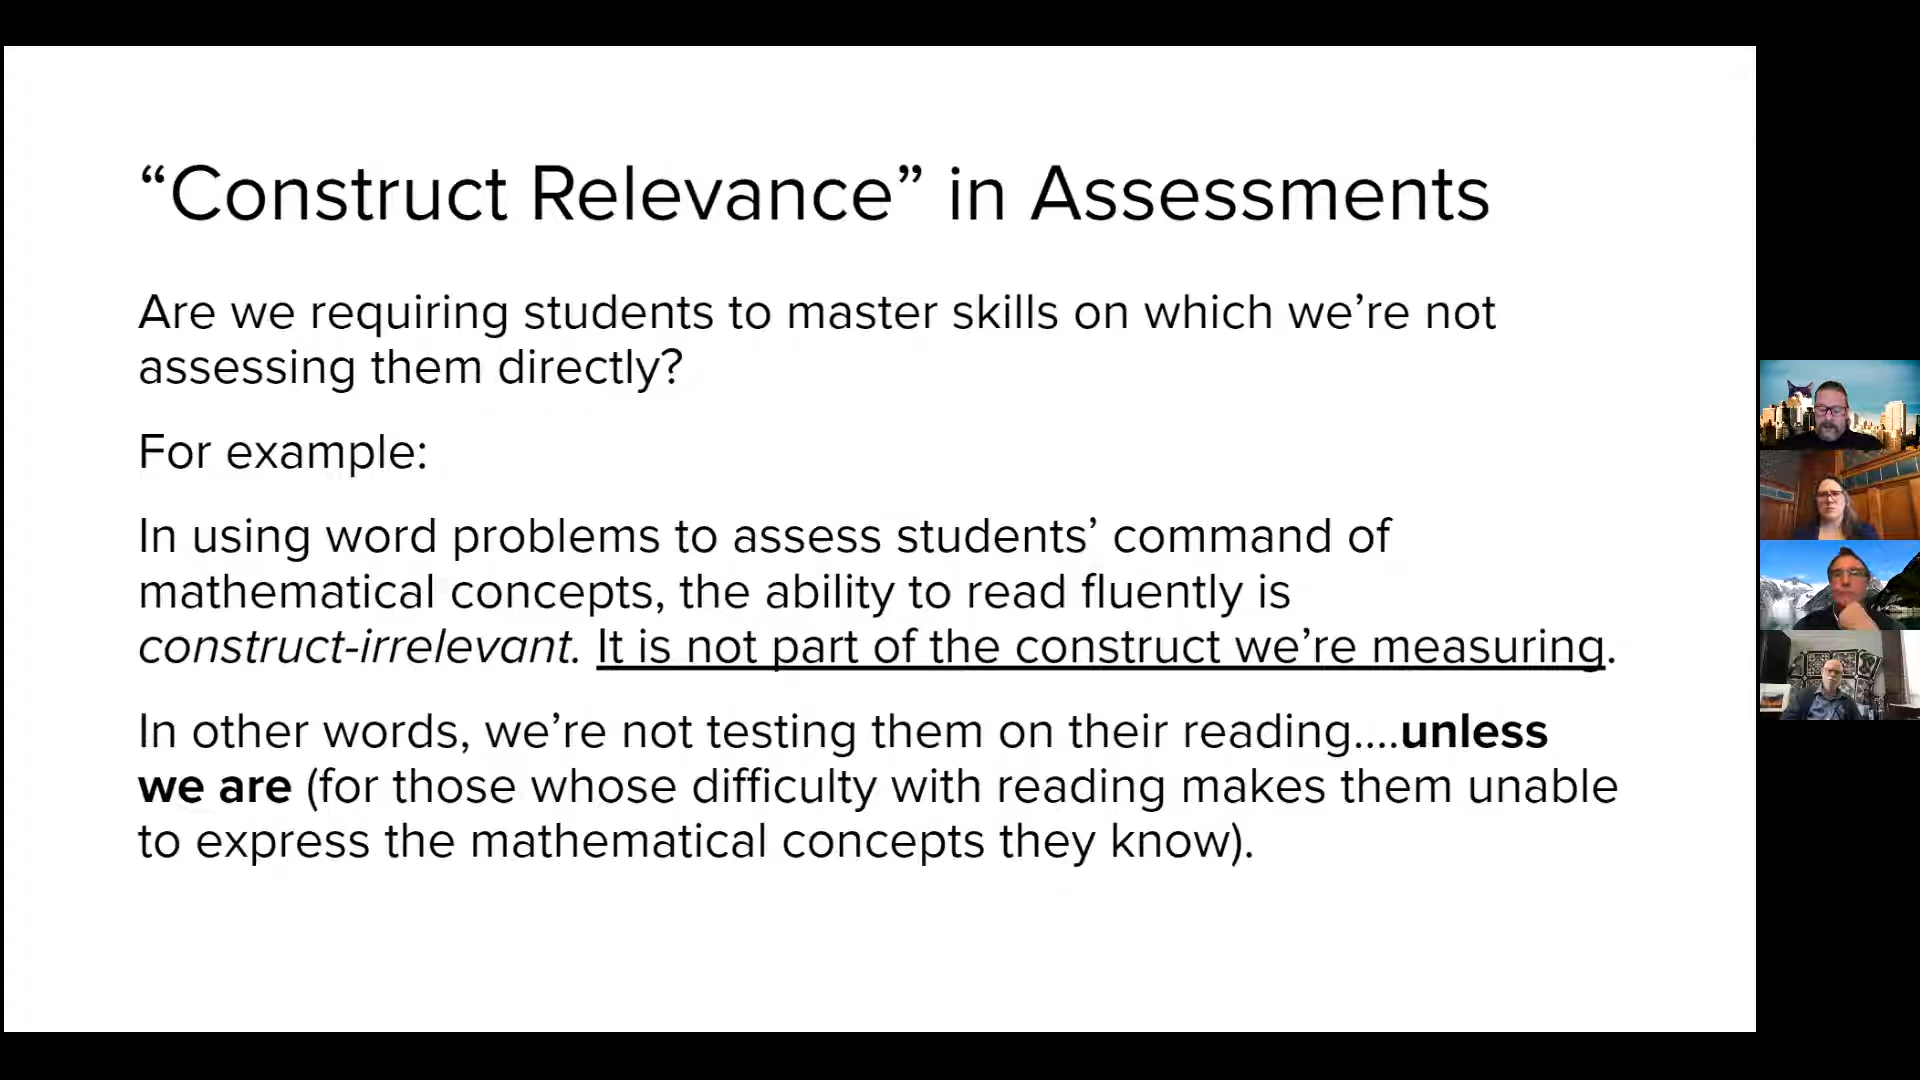 “Construct Relevance” in Assessments
Are we requiring students to master skills on which we’re not
assessing them directly?
For example:
In using word problems to assess students’ command of
mathematical concepts, the ability to read fluently is
construct-irrelevant. It is not part of the construct we’re measuring.
In other words, we’re not testing them on their reading....unless
we are (for those whose difficulty with reading makes them unable
to express the mathematical concepts they know).